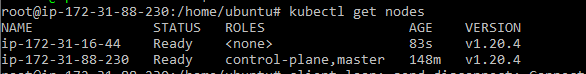 root@ip-172-31-88-230:/home/ubuntu# kubectl get nodes
NAME STATUS ROLES AGE VERSION
ip-172-31-16-44 Ready <none> 83s v1.20.4
ip-172-31-88-230 Ready control-plane,master 148m v1.20.4